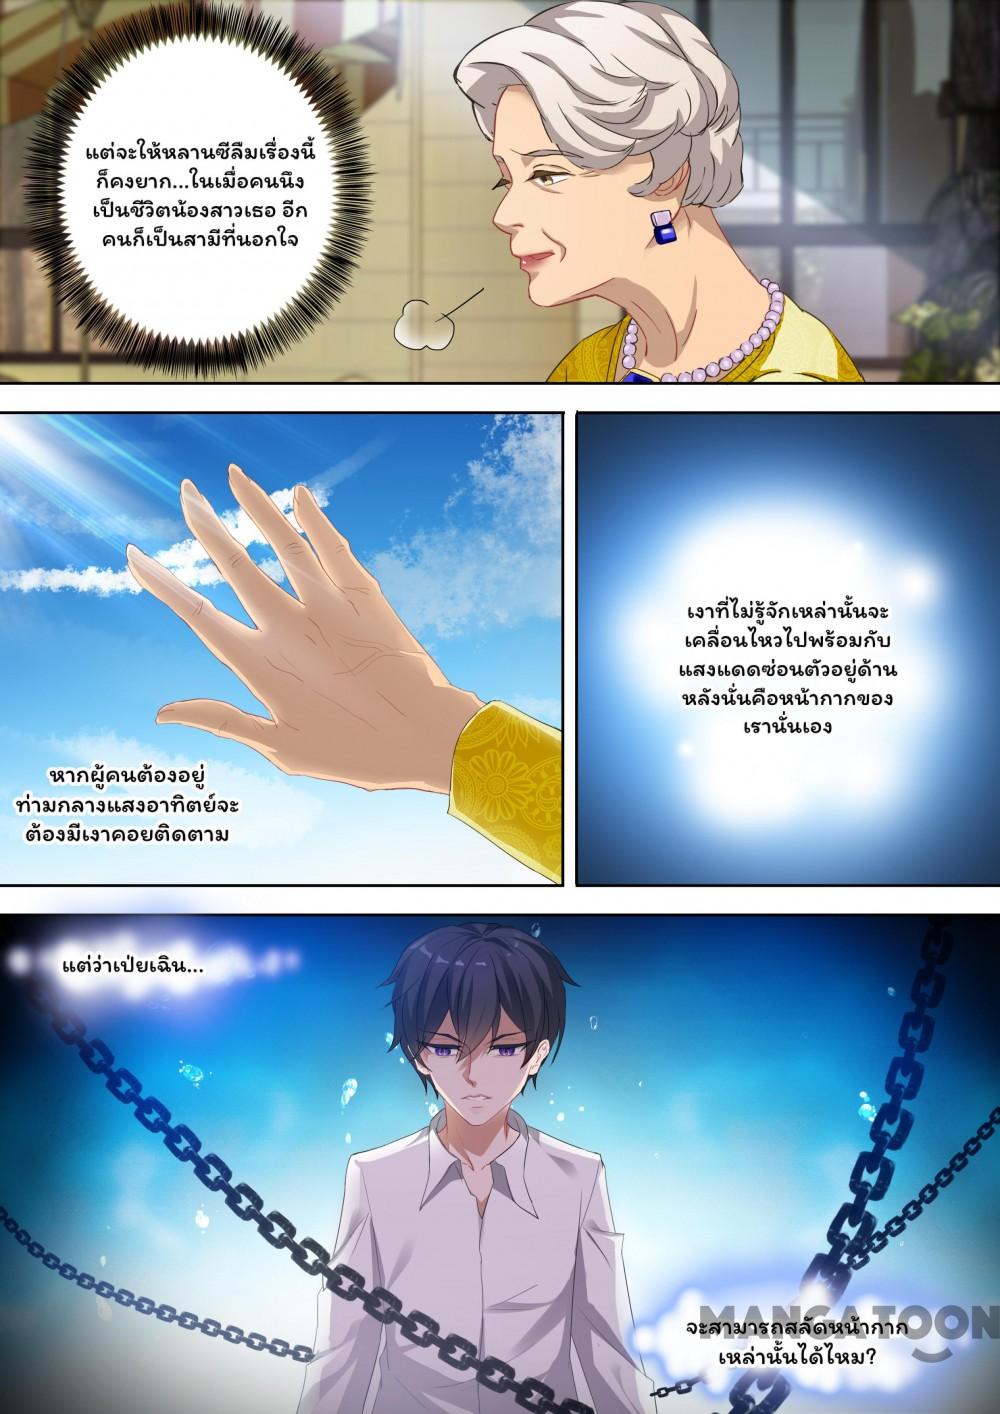 แต่จะให้หลานซีลืมเรื่องนี้
ก็คงยาก...ในเมื่อคนนึง
เป็นชีวิตน้องสาวเธอ อีก
คนก็เป็นสามีที่นอกใจ
หากผู้คนต้องอยู่
ท่ามกลางแสงอาทิตย์จะ
ต้องมีเงาคอยติดตาม
เงาที่ไม่รู้จักเหล่านั้นจะ
เคลื่อนไหวไปพร้อมกับ
แสงแดดซ่อนตัวอยู่ด้าน
หลังนั่นคือหน้ากากของ
เรานั่นเอง
แต่ว่าเป่ยเฉิน...
จะสามารถสลัดหน้ากาก
เหล่านั้นได้ไหม?
MANGATOON